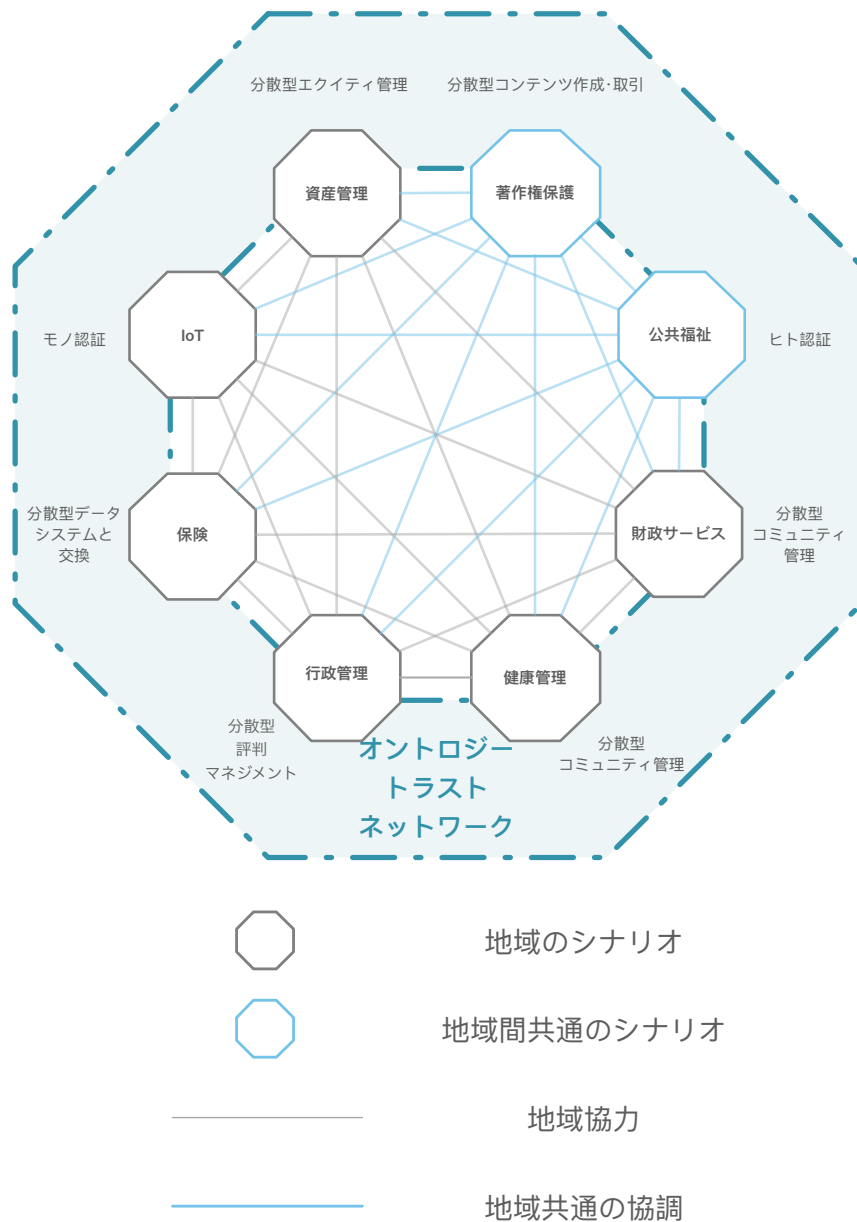 分散型エクイティ管理
分散型コンテンツ作成・取引
資産管理
著作権保護
IoT
公共福祉
モノ認証
ヒト認証
分散型データ
システムと
交換
保険
財政サービス
分散型
コミュニティ
管理
行政管理
健康管理
分散型
評判
マネジメント
オントロジー
トラスト
ネットワーク
分散型
コミュニティ管理
地域のシナリオ
地域間共通のシナリオ
地域協力
地域共通の協調